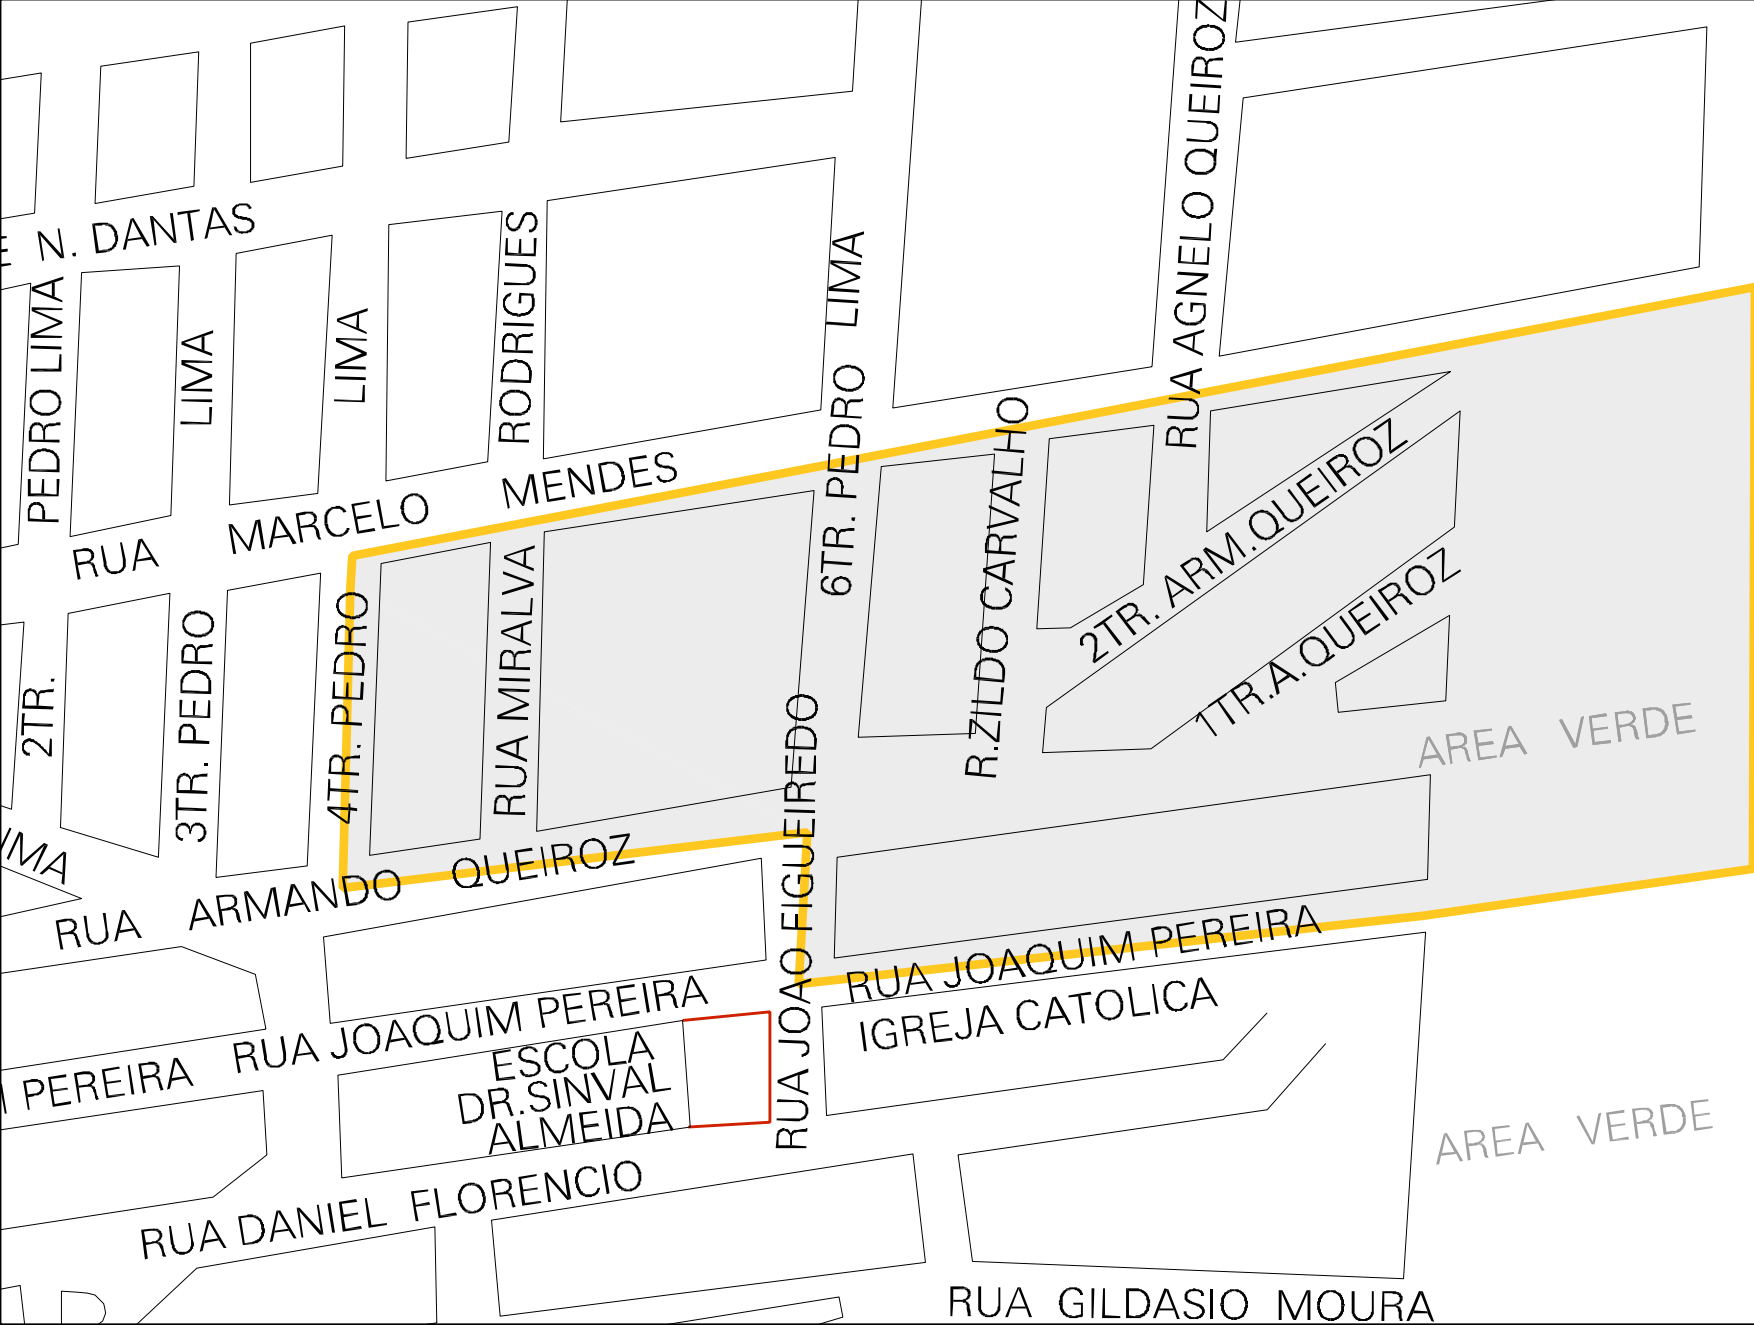 RUA AGNELO QUEIROZ
N. DANTAS
PEDRO LIMA
LIMA
LIMA
RODRIGUES
6TR. PEDRO LIMA
RUA MARCELO MENDES
R.ZILDO CARVALHO
2TR. ARM.QUEIROZ
1TR.A.QUEIROZ
2TR.
3TR. PEDRO
4TR. PEDRO
RUA MIRALVA
AREA VERDE
RUA ARMANDO QUEIROZ
RUA JOAO FIGUEIREDO
RUA JOAQUIM PEREIRA
RUA JOAQUIM PEREIRA
IGREJA CATOLICA
PEREIRA
ESCOLA
DR.SINVAL
ALMEIDA
AREA VERDE
RUA DANIEL FLORENCIO
RUA GILDASIO MOURA